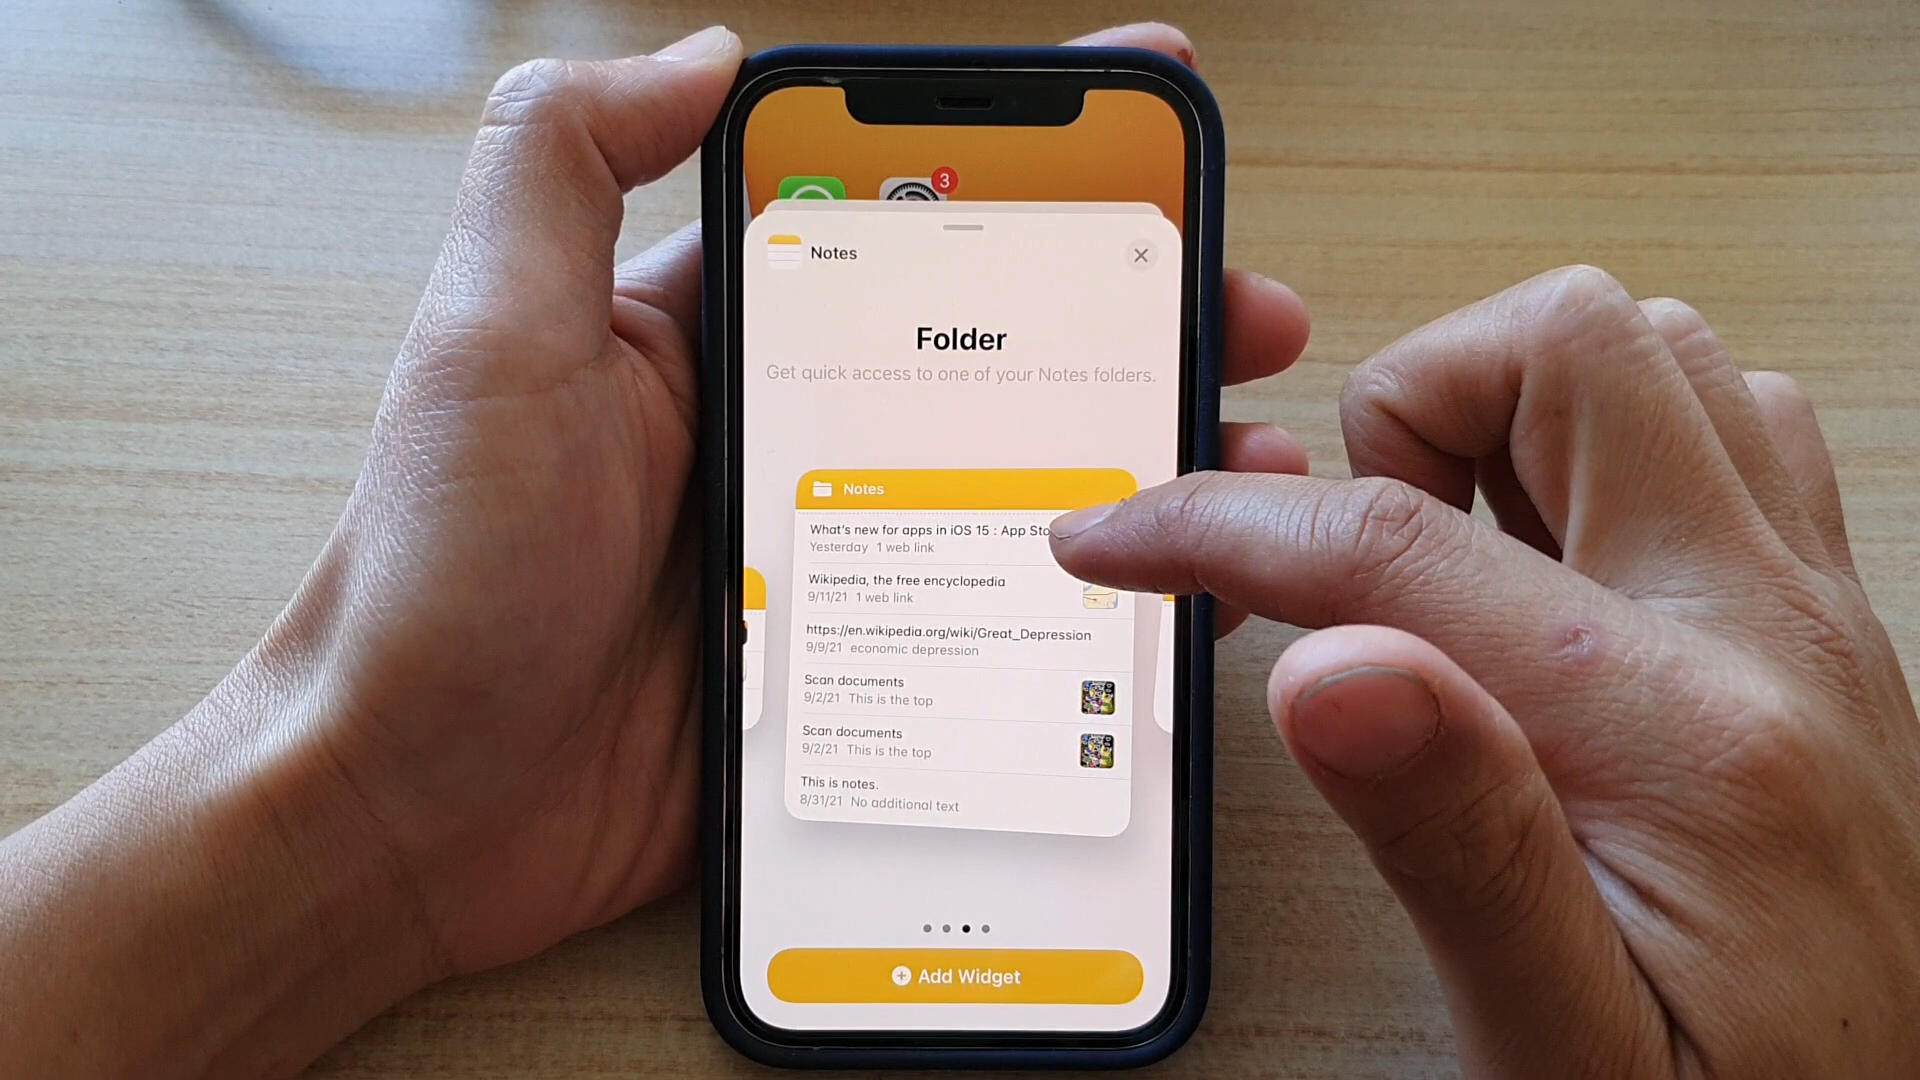 3
Notes
Folder
Get quick access to one of your Notes folders.
Notes
What's new for apps in iOS 15 : App Sto
Yesterday 1 web link
Wikipedia, the free encyclopedia
9/11/21 1 web link
https://en.wikipedia.org/wiki/Great_Depression
9/9/21 economic depression
Scan documents
9/2/21 This is the top
Scan documents
9/2/21 This is the top
This is notes.
8/31/21 No additional text
Add Widget